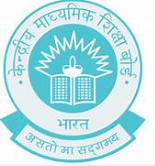 केन्द्रीय माध्यमिक शिक्षा बोर्ड
भारत
असतो मा सद्गमय